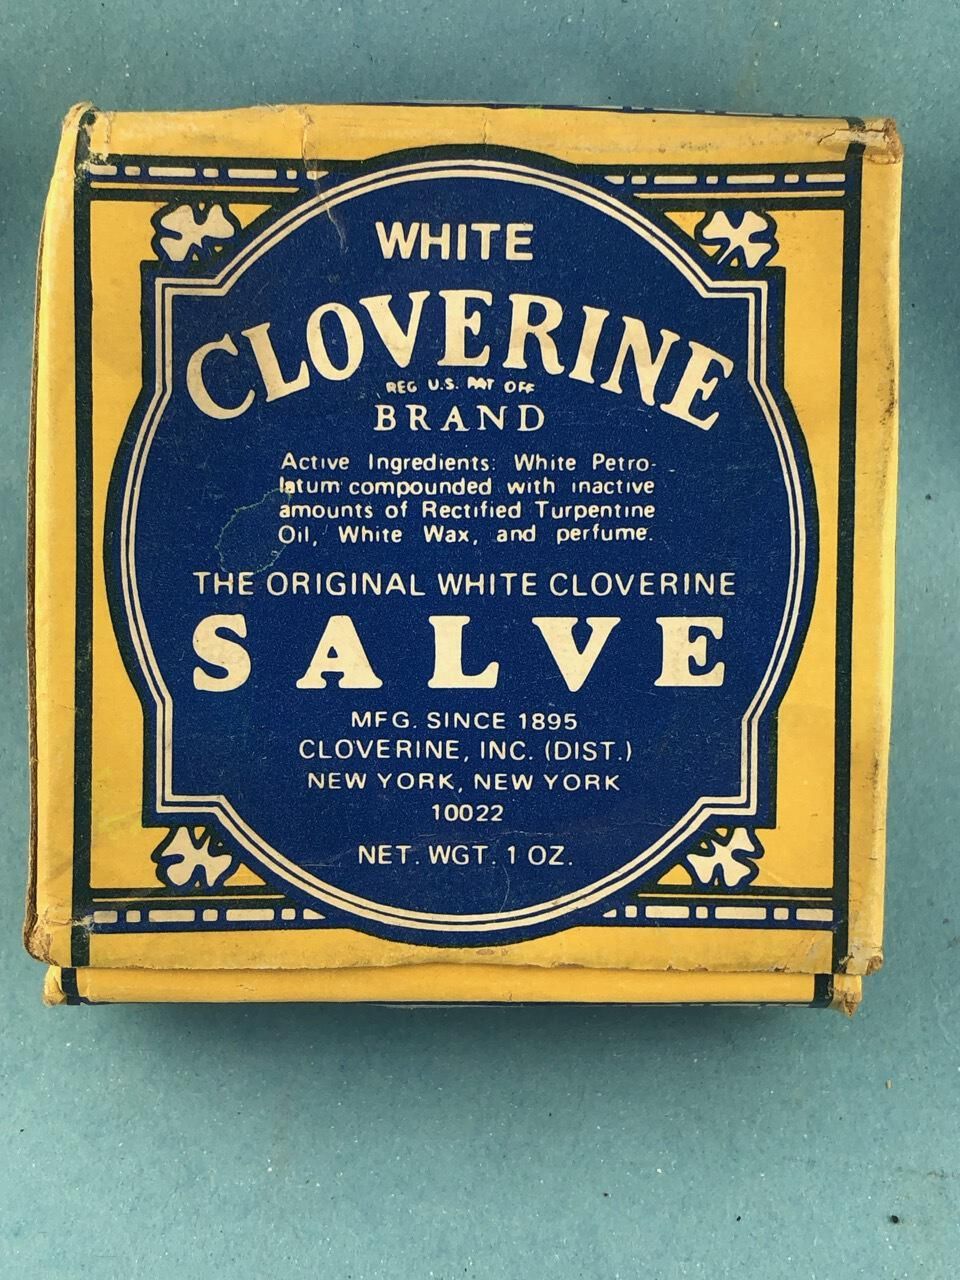 WHITE
CLOVERINE
REG U.S. PAT OFF
BRAND
Active Ingredients: White Petro-
latum compounded with inactive
amounts of Rectified Turpentine
Oil, White Wax, and perfume.
THE ORIGINAL WHITE CLOVERINE
SALVE
MFG. SINCE 1895
CLOVERINE, INC. (DIST.)
NEW YORK, NEW YORK
10022
NET. WGT. 1 OZ.